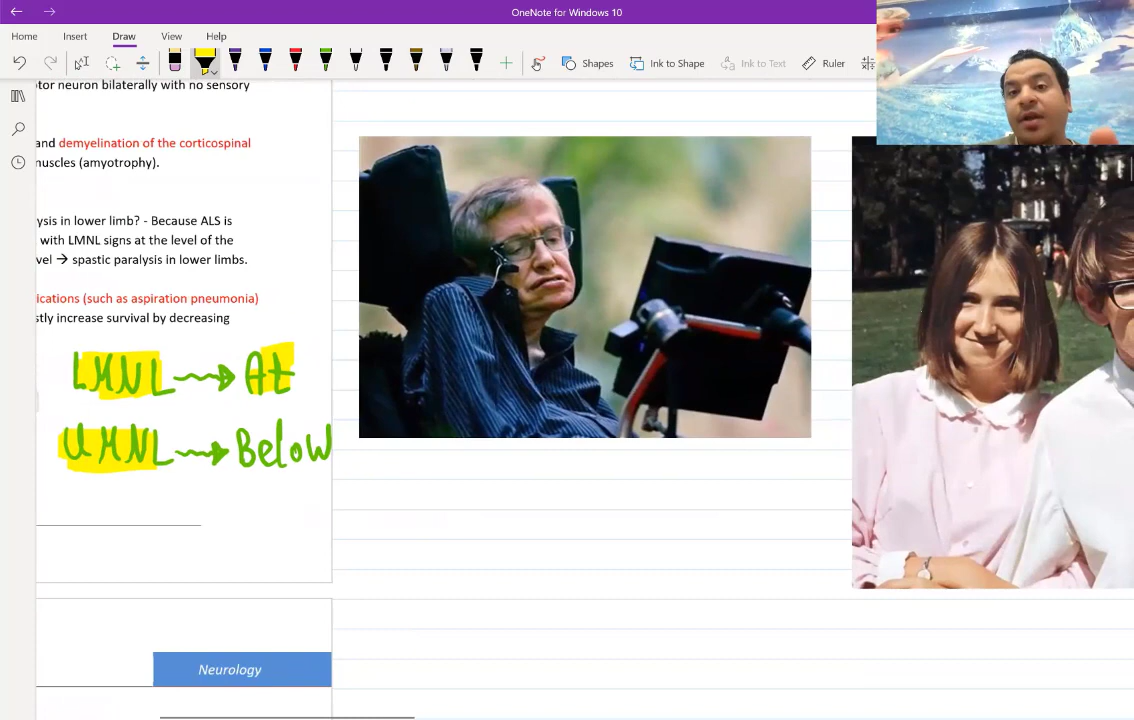 OneNote for Windows 10
Home Insert Draw View Help
Shapes Ink to Shape Ink to Text Ruler
otor neuron bilaterally with no sensory
and demyelination of the corticospinal
nuscles (amyotrophy).
ysis in lower limb? - Because ALS is
with LMNL signs at the level of the
vel → spastic paralysis in lower limbs.
ications (such as aspiration pneumonia)
stly increase survival by decreasing
LMNL → At
UMNL → Below
Neurology